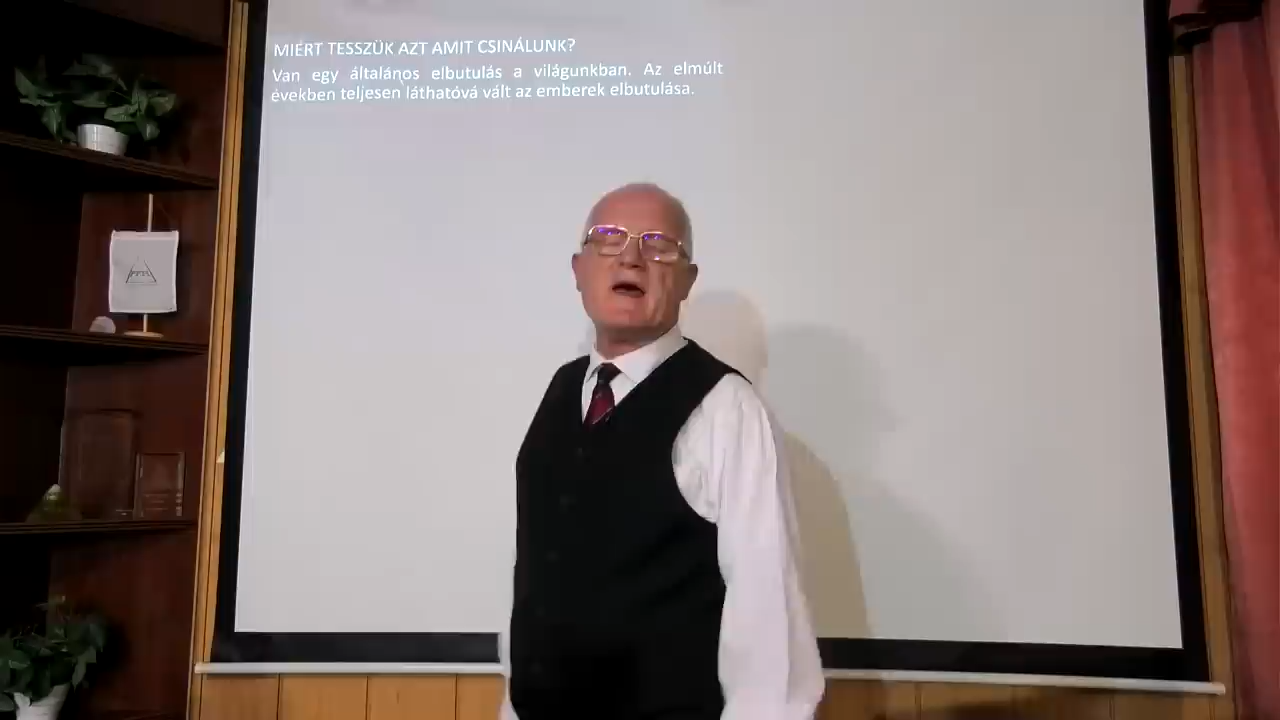 MIÉRT TESSZÜK AZT AMIT CSINÁLUNK?
Van egy általános elbutulás a világunkban. Az elmúlt
években teljesen láthatóvá vált az emberek elbutulása.